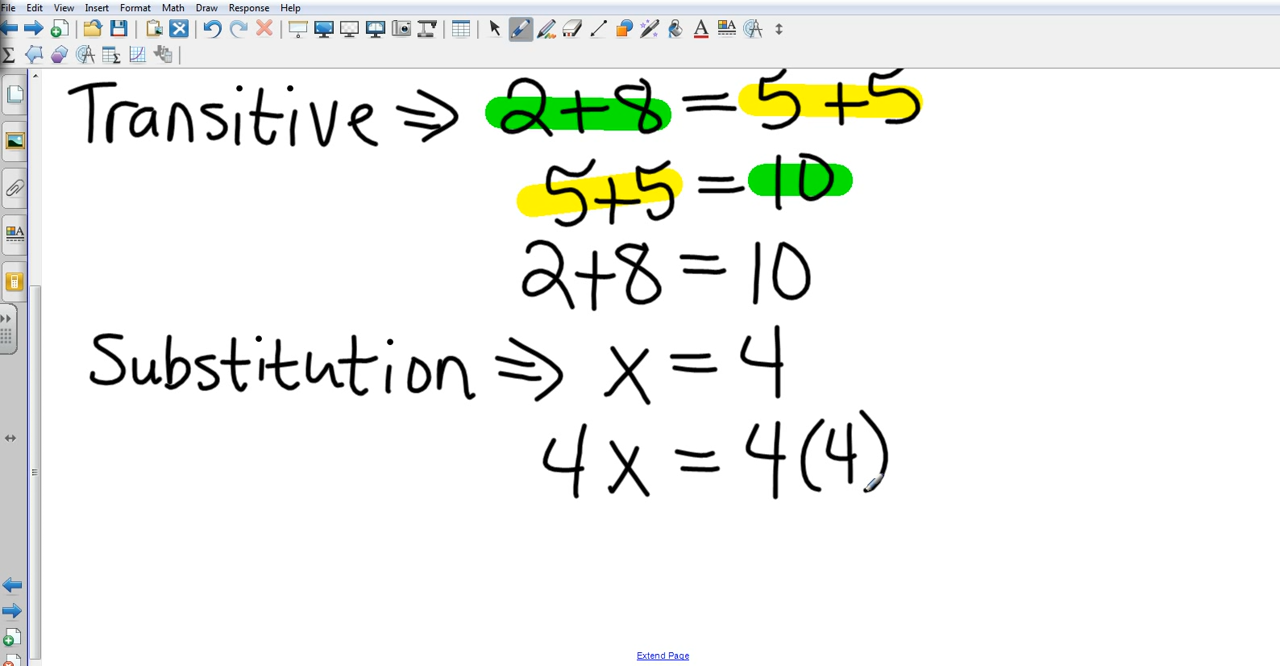 File Edit View Insert Format Math Draw Response Help
Transitive ⇒ 2+8 = 5+5
5+5 = 10
2+8 = 10
Substitution ⇒ x = 4
4x = 4(4)
Extend Page